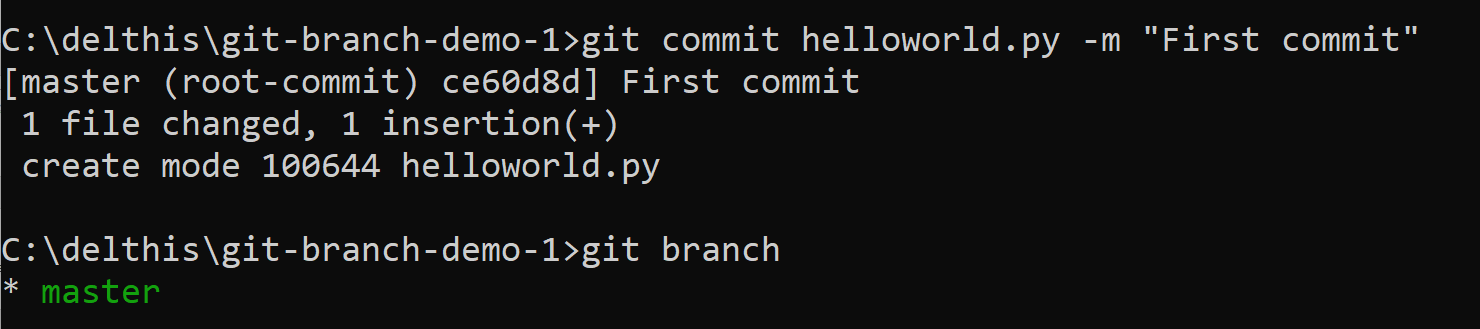 C:\delthis\git-branch-demo-1>git commit helloworld.py -m "First commit"
[master (root-commit) ce60d8d] First commit
 1 file changed, 1 insertion(+)
 create mode 100644 helloworld.py
C:\delthis\git-branch-demo-1>git branch
* master